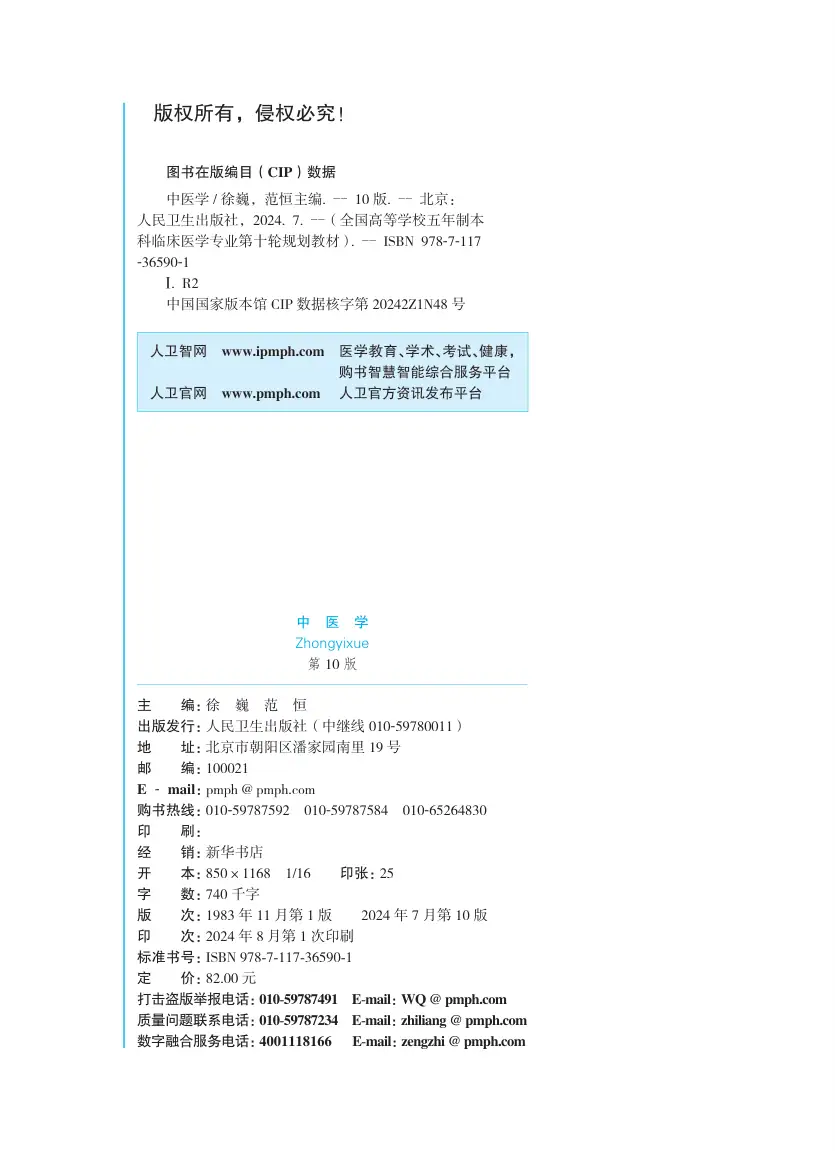 版权所有，侵权必究！
图书在版编目（CIP）数据
中医学 / 徐巍，范恒主编. -- 10 版. -- 北京：
人民卫生出版社，2024. 7. --（全国高等学校五年制本
科临床医学专业第十轮规划教材）. -- ISBN 978-7-117
-36590-1
Ⅰ. R2
中国国家版本馆 CIP 数据核字第 20242Z1N48 号
人卫智网 www.ipmph.com 医学教育、学术、考试、健康，
购书智慧智能综合服务平台
人卫官网 www.pmph.com 人卫官方资讯发布平台
中 医 学
Zhongyixue
第 10 版
主 编：徐 巍 范 恒
出版发行：人民卫生出版社（中继线 010-59780011）
地 址：北京市朝阳区潘家园南里 19 号
邮 编：100021
E - mail：pmph @ pmph.com
购书热线：010-59787592 010-59787584 010-65264830
印 刷：
经 销：新华书店
开 本：850 × 1168 1/16 印张：25
字 数：740 千字
版 次：1983 年 11 月第 1 版 2024 年 7 月第 10 版
印 次：2024 年 8 月第 1 次印刷
标准书号：ISBN 978-7-117-36590-1
定 价：82.00 元
打击盗版举报电话：010-59787491 E-mail：WQ @ pmph.com
质量问题联系电话：010-59787234 E-mail：zhiliang @ pmph.com
数字融合服务电话：4001118166 E-mail：zengzhi @ pmph.com